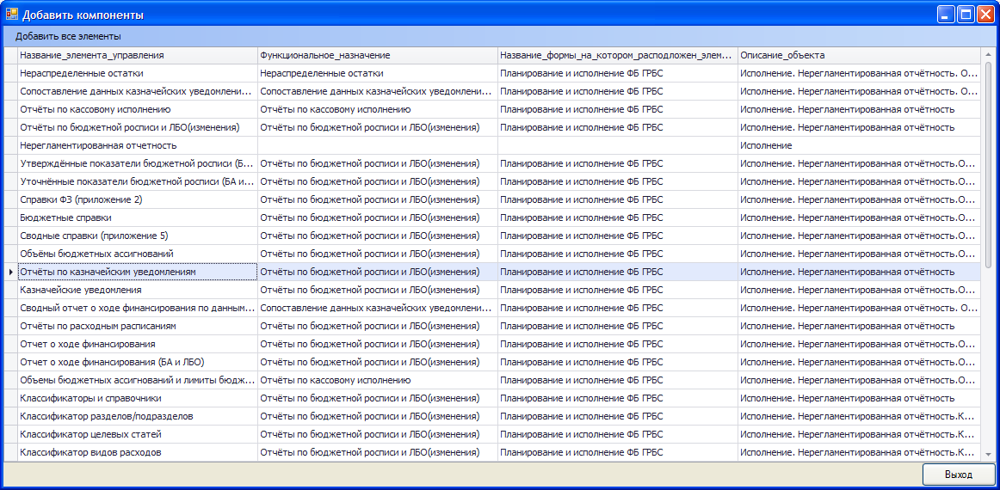 Добавить компоненты
Добавить все элементы
Название_элемента_управления Функциональное_назначение Название_формы_на_котором_расподложен_элем... Описание_объекта
Нераспределенные остатки Нераспределенные остатки Планирование и исполнение ФБ ГРБС Исполнение. Нерегламентированная отчётность. О...
Сопоставление данных казначейских уведомлени... Сопоставление данных казначейских уведомлени... Планирование и исполнение ФБ ГРБС Исполнение. Нерегламентированная отчётность. О...
Отчёты по кассовому исполнению Отчёты по кассовому исполнению Планирование и исполнение ФБ ГРБС Исполнение. Нерегламентированная отчётность
Отчёты по бюджетной росписи и ЛБО(изменения) Отчёты по бюджетной росписи и ЛБО(изменения) Планирование и исполнение ФБ ГРБС Исполнение. Нерегламентированная отчётность
Нерегламентированная отчетность Исполнение
Утверждённые показатели бюджетной росписи (Б... Отчёты по бюджетной росписи и ЛБО(изменения) Планирование и исполнение ФБ ГРБС Исполнение. Нерегламентированная отчётность.О...
Уточнённые показатели бюджетной росписи (БА и... Отчёты по бюджетной росписи и ЛБО(изменения) Планирование и исполнение ФБ ГРБС Исполнение. Нерегламентированная отчётность.О...
Справки ФЗ (приложение 2) Отчёты по бюджетной росписи и ЛБО(изменения) Планирование и исполнение ФБ ГРБС Исполнение. Нерегламентированная отчётность.О...
Бюджетные справки Отчёты по бюджетной росписи и ЛБО(изменения) Планирование и исполнение ФБ ГРБС Исполнение. Нерегламентированная отчётность.О...
Сводные справки (приложение 5) Отчёты по бюджетной росписи и ЛБО(изменения) Планирование и исполнение ФБ ГРБС Исполнение. Нерегламентированная отчётность.О...
Объёмы бюджетных ассигнований Отчёты по бюджетной росписи и ЛБО(изменения) Планирование и исполнение ФБ ГРБС Исполнение. Нерегламентированная отчётность.О...
Отчёты по казначейским уведомлениям Отчёты по бюджетной росписи и ЛБО(изменения) Планирование и исполнение ФБ ГРБС Исполнение. Нерегламентированная отчётность
Казначейские уведомления Отчёты по бюджетной росписи и ЛБО(изменения) Планирование и исполнение ФБ ГРБС Исполнение. Нерегламентированная отчётность.О...
Сводный отчет о ходе финансирования по данным... Сопоставление данных казначейских уведомлени... Планирование и исполнение ФБ ГРБС Исполнение. Нерегламентированная отчётность. О...
Отчёты по расходным расписаниям Отчёты по бюджетной росписи и ЛБО(изменения) Планирование и исполнение ФБ ГРБС Исполнение. Нерегламентированная отчётность
Отчет о ходе финансирования Отчёты по бюджетной росписи и ЛБО(изменения) Планирование и исполнение ФБ ГРБС Исполнение. Нерегламентированная отчётность.О...
Отчет о ходе финансирования (БА и ЛБО) Отчёты по бюджетной росписи и ЛБО(изменения) Планирование и исполнение ФБ ГРБС Исполнение. Нерегламентированная отчётность.О...
Объемы бюджетных ассигнований и лимиты бюдж... Отчёты по кассовому исполнению Планирование и исполнение ФБ ГРБС Исполнение. Нерегламентированная отчётность.О...
Классификаторы и справочники Отчёты по бюджетной росписи и ЛБО(изменения) Планирование и исполнение ФБ ГРБС Исполнение. Нерегламентированная отчётность
Классификатор разделов/подразделов Отчёты по бюджетной росписи и ЛБО(изменения) Планирование и исполнение ФБ ГРБС Исполнение. Нерегламентированная отчётность.К...
Классификатор целевых статей Отчёты по бюджетной росписи и ЛБО(изменения) Планирование и исполнение ФБ ГРБС Исполнение. Нерегламентированная отчётность.К...
Классификатор видов расходов Отчёты по бюджетной росписи и ЛБО(изменения) Планирование и исполнение ФБ ГРБС Исполнение. Нерегламентированная отчётность.К...
Выход